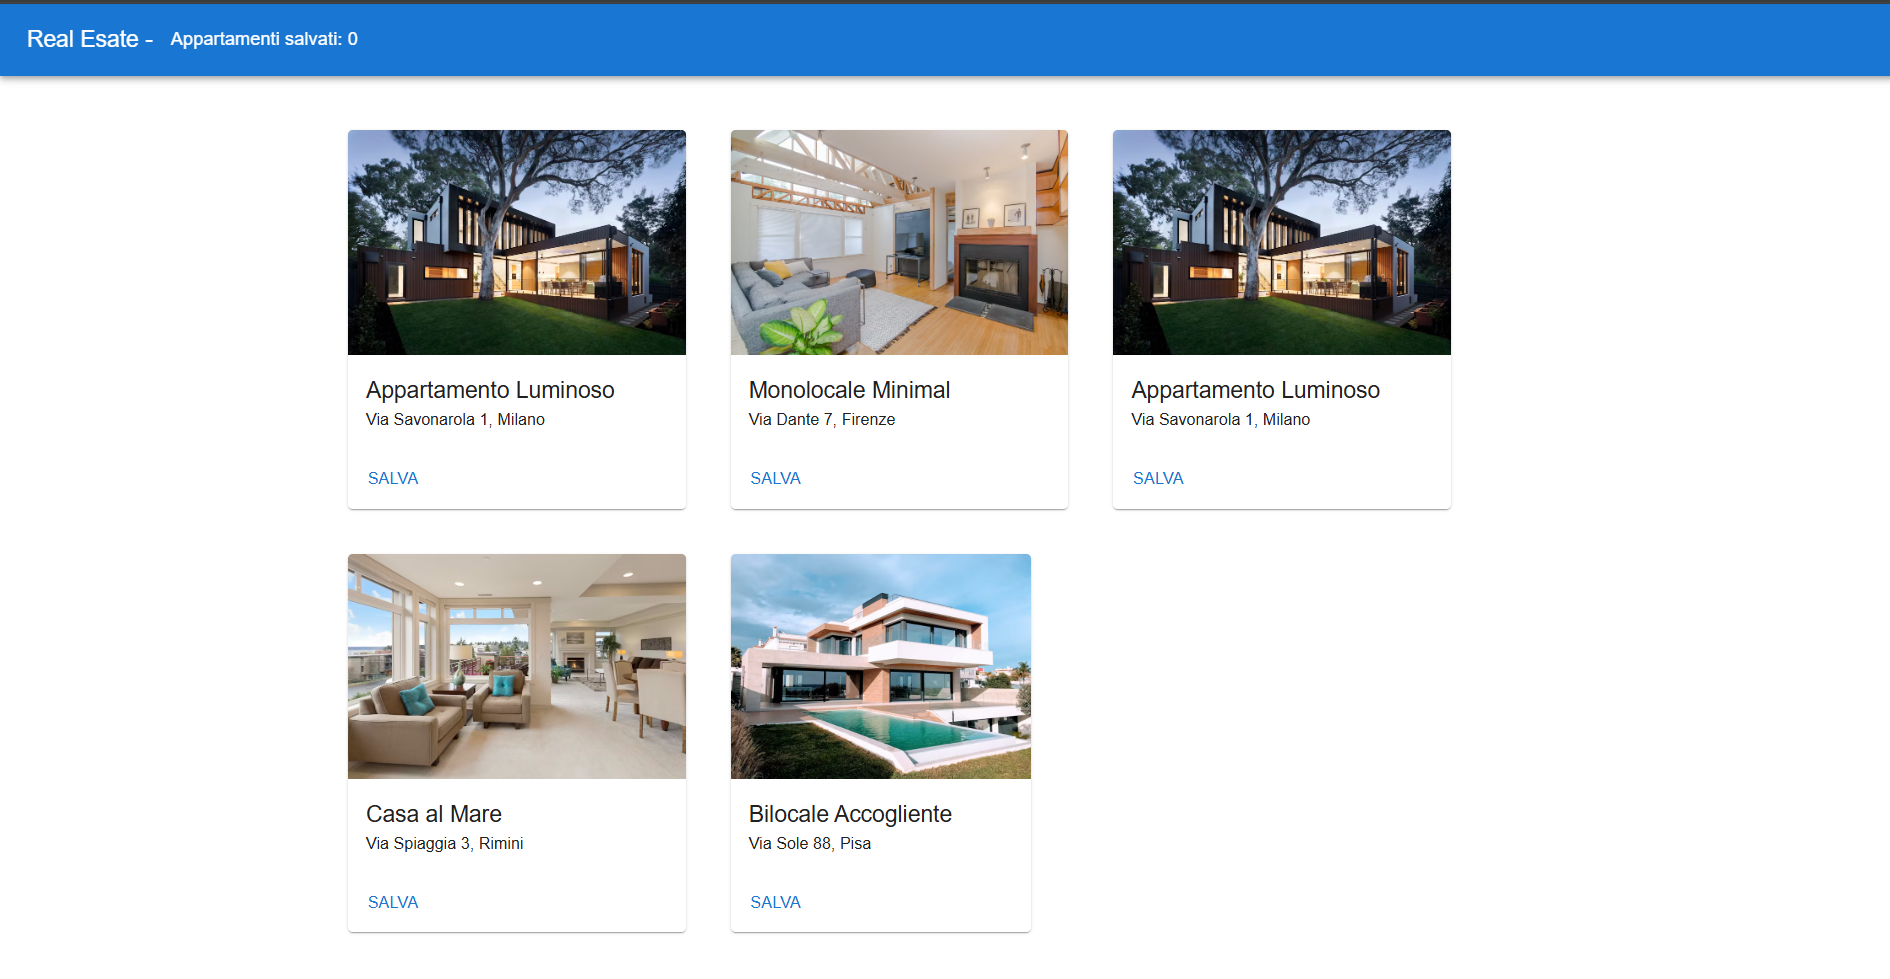 Real Esate - Appartamenti salvati: 0
Appartamento Luminoso
Via Savonarola 1, Milano
SALVA
Monolocale Minimal
Via Dante 7, Firenze
SALVA
Appartamento Luminoso
Via Savonarola 1, Milano
SALVA
Casa al Mare
Via Spiaggia 3, Rimini
SALVA
Bilocale Accogliente
Via Sole 88, Pisa
SALVA